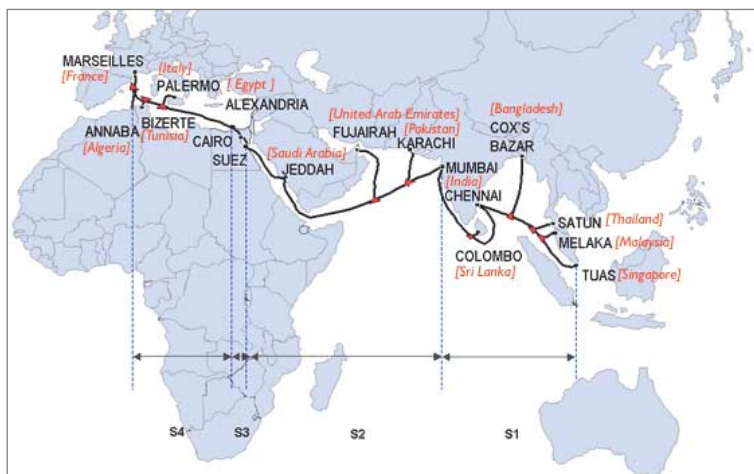 MARSEILLES
[France]
[Italy]
PALERMO
[ Egypt ]
ALEXANDRIA
ANNABA
[Algeria]
BIZERTE
[Tunisia]
CAIRO
SUEZ
[Saudi Arabia]
JEDDAH
[United Arab Emirates]
FUJAIRAH
[Pakistan]
KARACHI
[Bangladesh]
COX'S
BAZAR
MUMBAI
[India]
CHENNAI
COLOMBO
[Sri Lanka]
SATUN [Thailand]
MELAKA [Malaysia]
TUAS [Singapore]
S4
S3
S2
S1